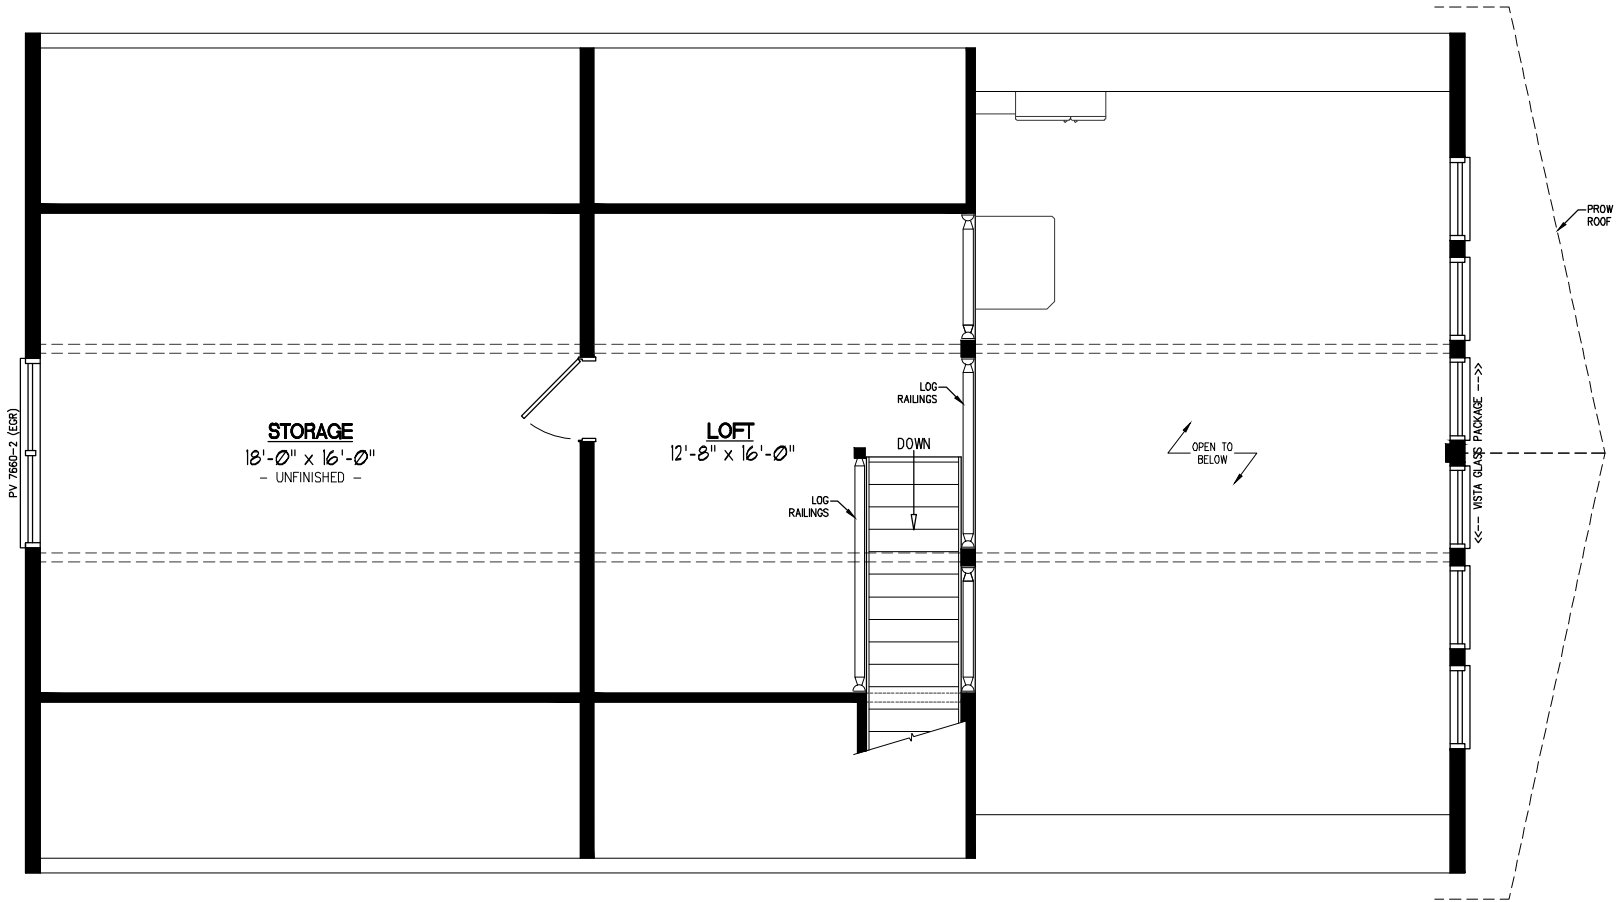 PROW
ROOF
LOG
RAILINGS
STORAGE
18'-0" x 16'-0"
- UNFINISHED -
LOFT
12'-8" x 16'-0"
DOWN
OPEN TO
BELOW
LOG
RAILINGS
PV 7660-2 (EGR)
<<-- VISTA GLASS PACKAGE -->>